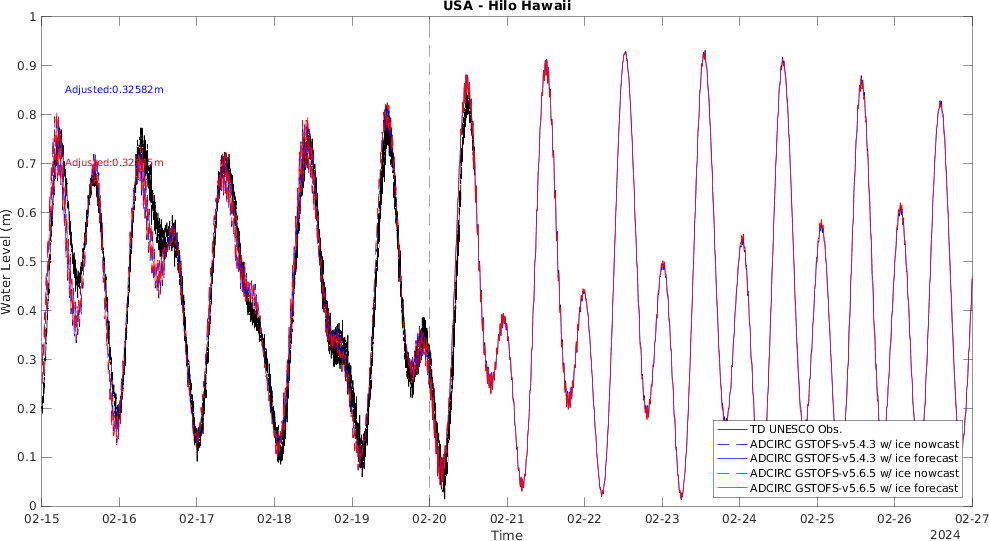 USA - Hilo Hawaii
1
0.9
0.8
0.7
0.6
0.5
0.4
0.3
0.2
0.1
0
Water Level (m)
Adjusted:0.32582m
TD UNESCO Obs.
ADCIRC GSTOFS-v5.4.3 w/ ice nowcast
ADCIRC GSTOFS-v5.4.3 w/ ice forecast
ADCIRC GSTOFS-v5.6.5 w/ ice nowcast
ADCIRC GSTOFS-v5.6.5 w/ ice forecast
02-15 02-16 02-17 02-18 02-19 02-20 02-21 02-22 02-23 02-24 02-25 02-26 02-27
Time
2024